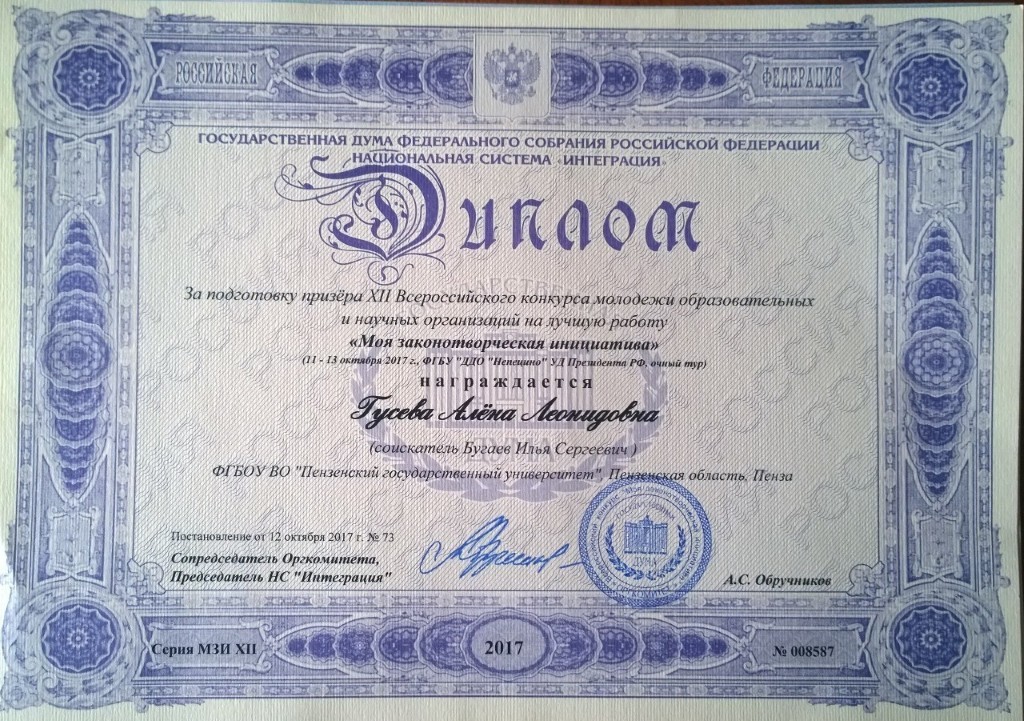 РОССИЙСКАЯ ФЕДЕРАЦИЯ
ГОСУДАРСТВЕННАЯ ДУМА ФЕДЕРАЛЬНОГО СОБРАНИЯ РОССИЙСКОЙ ФЕДЕРАЦИИ
НАЦИОНАЛЬНАЯ СИСТЕМА «ИНТЕГРАЦИЯ»
Диплом
За подготовку призёра XII Всероссийского конкурса молодежи образовательных
и научных организаций на лучшую работу
«Моя законотворческая инициатива»
(11 - 13 октября 2017 г., ФГБУ "ДДО "Непецино" УД Президента РФ, очный тур)
награждается
Гусева Алёна Леонидовна
(соискатель Бугаев Илья Сергеевич )
ФГБОУ ВО "Пензенский государственный университет", Пензенская область, Пенза
Постановление от 12 октября 2017 г. № 73
Сопредседатель Оргкомитета,
Председатель НС "Интеграция"
А.С. Обручников
ДУМА
Серия МЗИ XII
2017
№ 008587